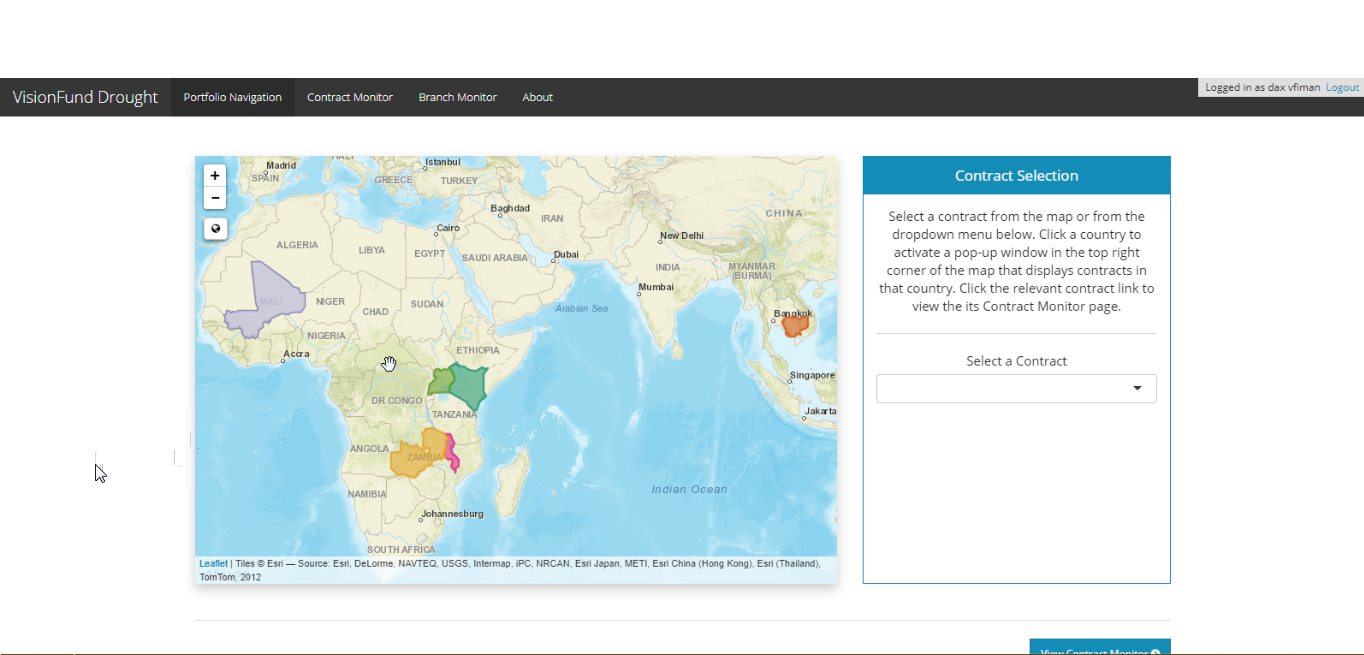 VisionFund Drought Portfolio Navigation Contract Monitor Branch Monitor About
Logged in as dax vfiman Logout
+
−
Madrid
SPAIN
Istanbul
GREECE
TURKEY
Baghdad
IRAN
CHINA
Cairo
New Delhi
ALGERIA
LIBYA
EGYPT
SAUDI ARABIA
Dubai
INDIA
MYANMAR
(BURMA)
Mumbai
MALI
NIGER
CHAD
SUDAN
Arabian Sea
Bangkok
NIGERIA
Accra
ETHIOPIA
Singapore
DR CONGO
TANZANIA
Jakarta
ANGOLA
ZAMBIA
Indian Ocean
NAMIBIA
Johannesburg
SOUTH AFRICA
Leaflet | Tiles © Esri — Source: Esri, DeLorme, NAVTEQ, USGS, Intermap, iPC, NRCAN, Esri Japan, METI, Esri China (Hong Kong), Esri (Thailand),
TomTom, 2012
Contract Selection
Select a contract from the map or from the
dropdown menu below. Click a country to
activate a pop-up window in the top right
corner of the map that displays contracts in
that country. Click the relevant contract link to
view the its Contract Monitor page.
Select a Contract
View Contract Monitor